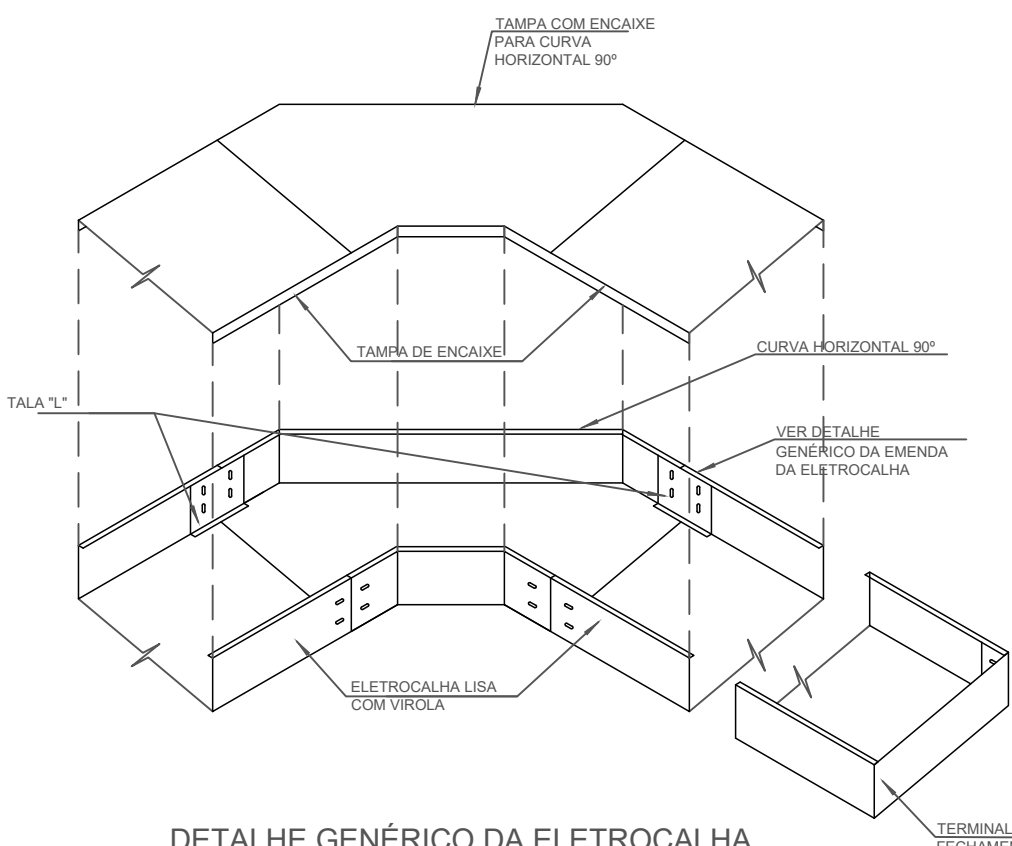 TAMPA COM ENCAIXE
PARA CURVA
HORIZONTAL 90º
TAMPA DE ENCAIXE
CURVA HORIZONTAL 90º
TALA "L"
VER DETALHE
GENÉRICO DA EMENDA
DA ELETROCALHA
ELETROCALHA LISA
COM VIROLA
TERMINAL
DETALHE GENÉRICO DA ELETROCALHA